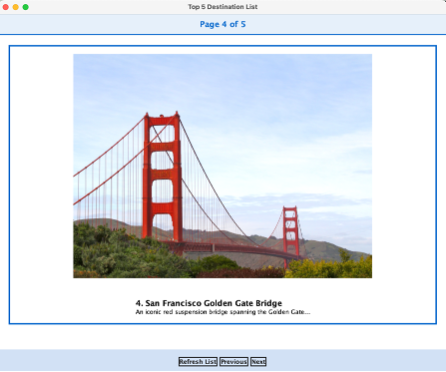 Top 5 Destination List
Page 4 of 5
4. San Francisco Golden Gate Bridge
An iconic red suspension bridge spanning the Golden Gate...
Refresh List Previous Next